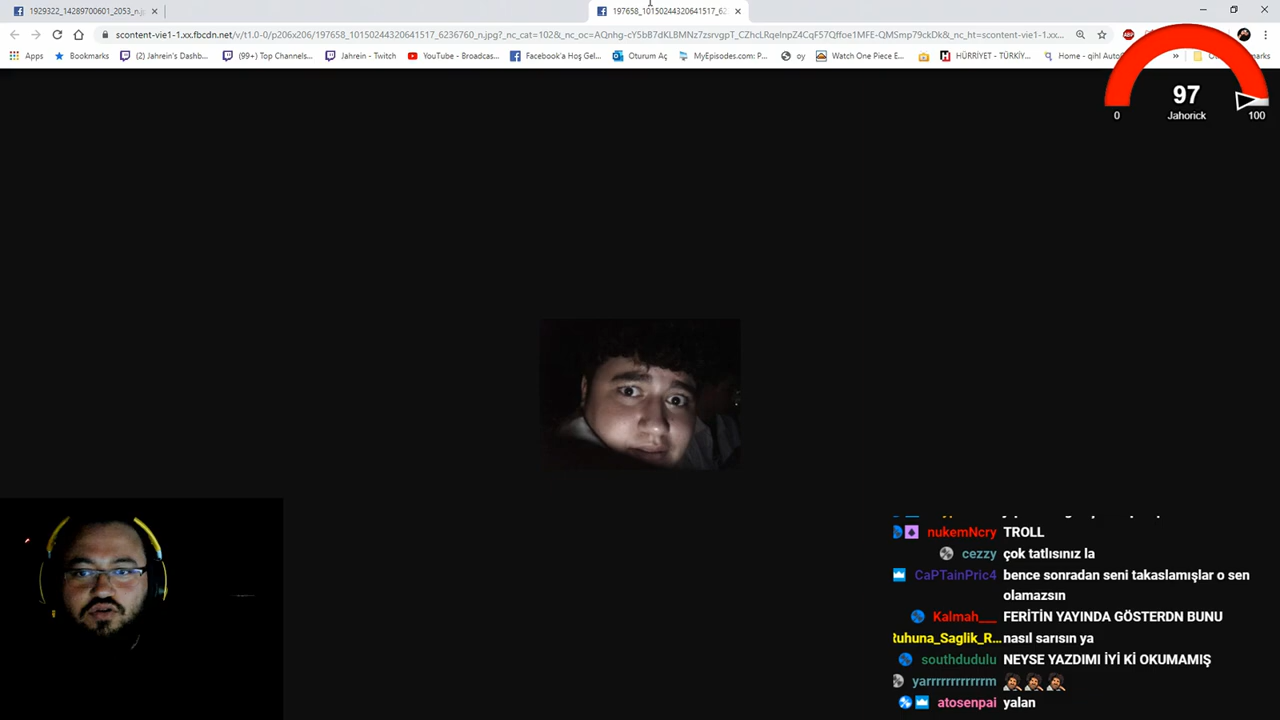 1929322_14289700601_2053_n.j
197658_10150244320641517_62
scontent-vie1-1.xx.fbcdn.net/v/t1.0-0/p206x206/197658_10150244320641517_6236760_n.jpg?_nc_cat=102&_nc_oc=AQnhg-cY5bB7dKLBMNz7zsrvgpT_CZhcLRqelnpZ4CqF57Qffoe1MFE-QMSmp79ckDk&_nc_ht=scontent-vie1-1.xx...
Apps Bookmarks (2) Jahrein's Dashb... (99+) Top Channels... Jahrein - Twitch YouTube - Broadcas... Facebook'a Hoş Gel... Oturum Aç MyEpisodes.com: P... oy Watch One Piece E... HÜRRİYET - TÜRKİY... Home - qihl Auto
97
0 Jahorick 100
nukemNcry TROLL
cezzy çok tatlısınız la
CaPTainPric4 bence sonradan seni takaslamışlar o sen
olamazsın
Kalmah___ FERİTİN YAYINDA GÖSTERDN BUNU
Ruhuna_Saglik_R... nasıl sarısın ya
southdudulu NEYSE YAZDIMI İYİ Kİ OKUMAMIŞ
yarrrrrrrrrrrm
atosenpai yalan